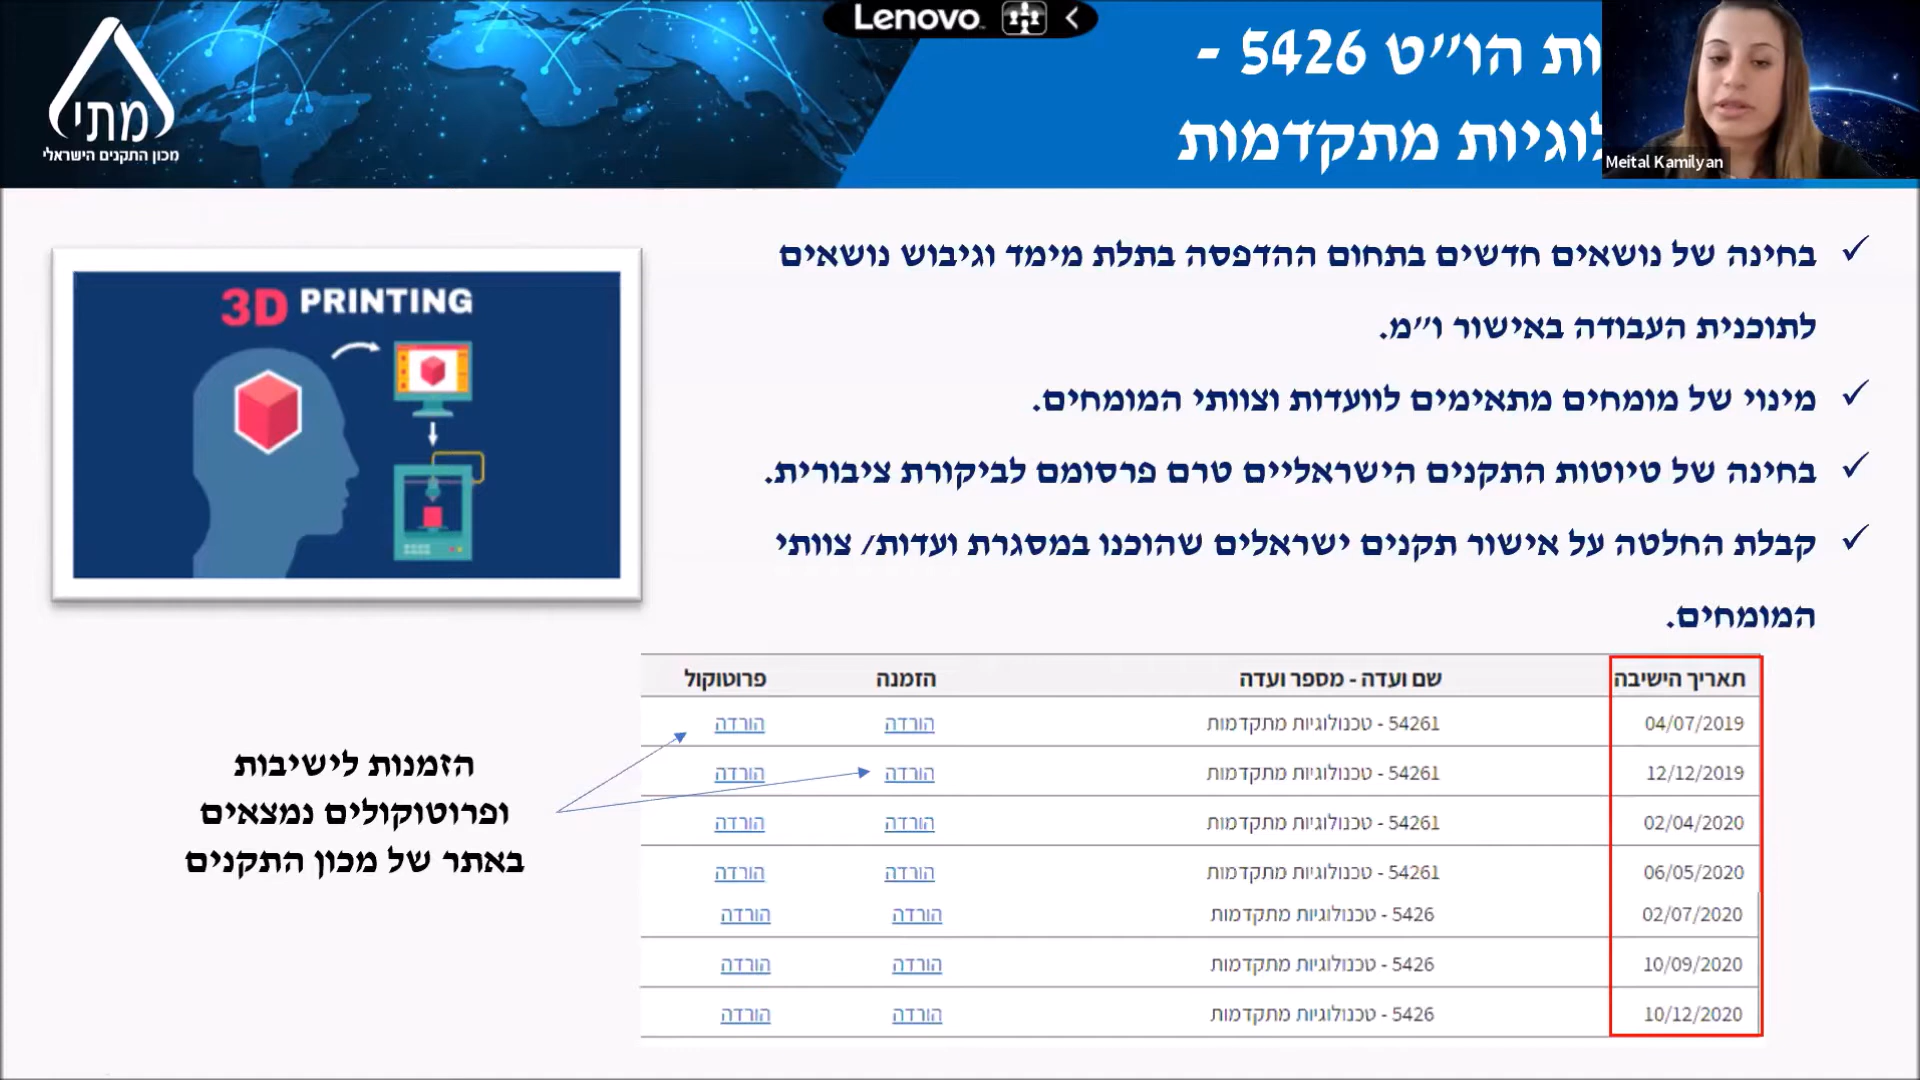 Lenovo
הו״ט 5426 -
מתקדמות
Meital Kamilyan
מתי
מכון התקנים הישראלי
✓ בחינה של נושאים חדשים בתחום ההדפסה בתלת מימד וגיבוש נושאים
לתוכנית העבודה באישור ו״מ.
✓ מינוי של מומחים מתאימים לוועדות וצוותי המומחים.
✓ בחינה של טיוטות התקנים הישראליים טרם פרסומם לביקורת ציבורית.
✓ קבלת החלטה על אישור תקנים ישראלים שהוכנו במסגרת ועדות/ צוותי
המומחים.
3D PRINTING
תאריך הישיבה שם ועדה - מספר ועדה הזמנה פרוטוקול
04/07/2019 54261 - טכנולוגיות מתקדמות הורדה הורדה
12/12/2019 54261 - טכנולוגיות מתקדמות הורדה הורדה
02/04/2020 54261 - טכנולוגיות מתקדמות הורדה הורדה
06/05/2020 54261 - טכנולוגיות מתקדמות הורדה הורדה
02/07/2020 5426 - טכנולוגיות מתקדמות הורדה הורדה
10/09/2020 5426 - טכנולוגיות מתקדמות הורדה הורדה
10/12/2020 5426 - טכנולוגיות מתקדמות הורדה הורדה
הזמנות לישיבות
ופרוטוקולים נמצאים
באתר של מכון התקנים